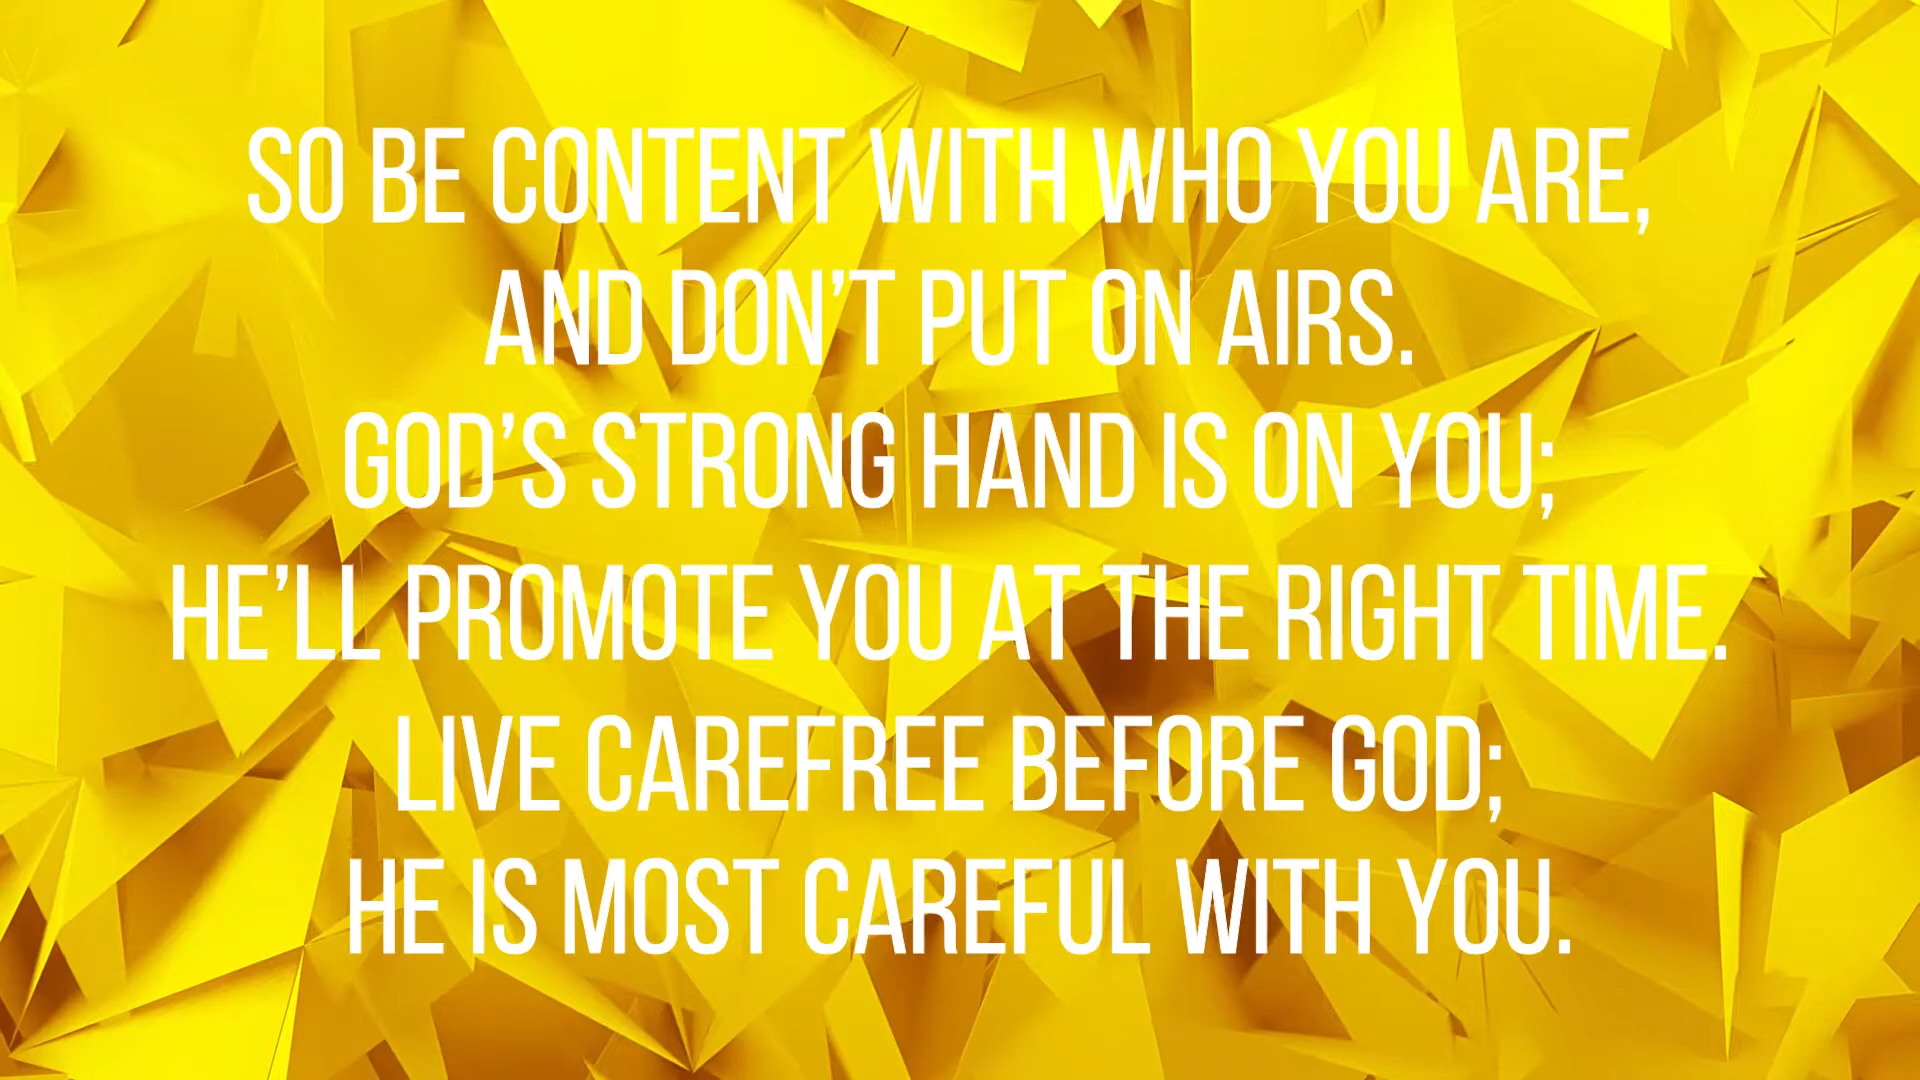 SO BE CONTENT WITH WHO YOU ARE,
AND DON’T PUT ON AIRS.
GOD’S STRONG HAND IS ON YOU;
HE’LL PROMOTE YOU AT THE RIGHT TIME.
LIVE CAREFREE BEFORE GOD;
HE IS MOST CAREFUL WITH YOU.